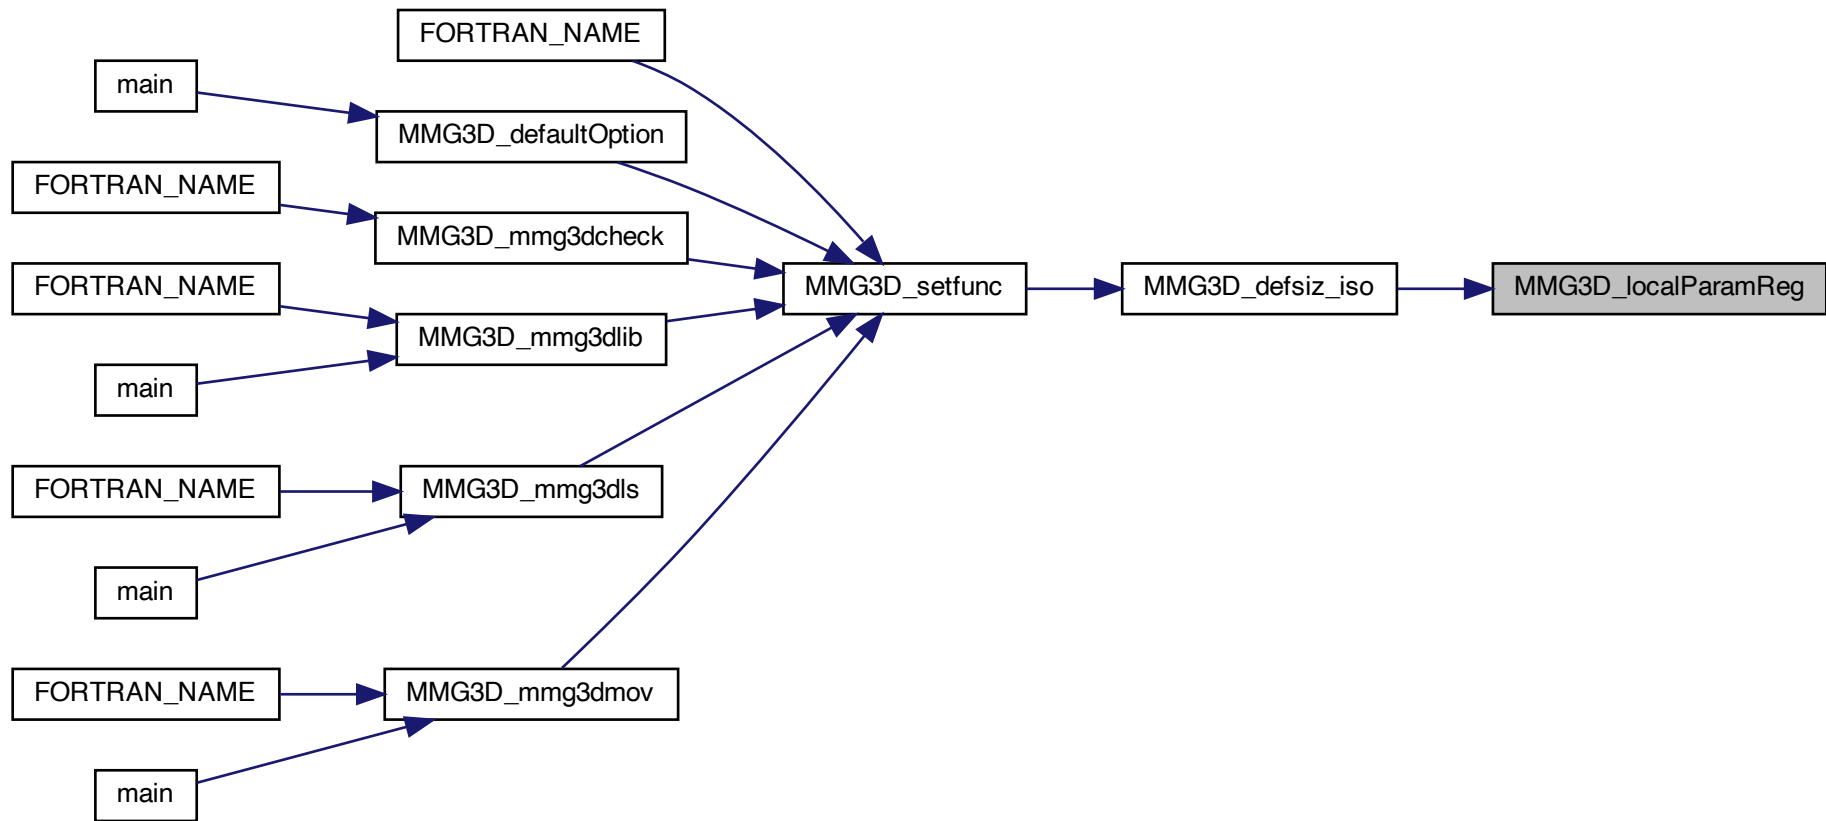 FORTRAN_NAME
main
MMG3D_defaultOption
FORTRAN_NAME
MMG3D_mmg3dcheck
FORTRAN_NAME
MMG3D_setfunc
MMG3D_defsiz_iso
MMG3D_localParamReg
MMG3D_mmg3dlib
main
FORTRAN_NAME
MMG3D_mmg3dls
main
FORTRAN_NAME
MMG3D_mmg3dmov
main